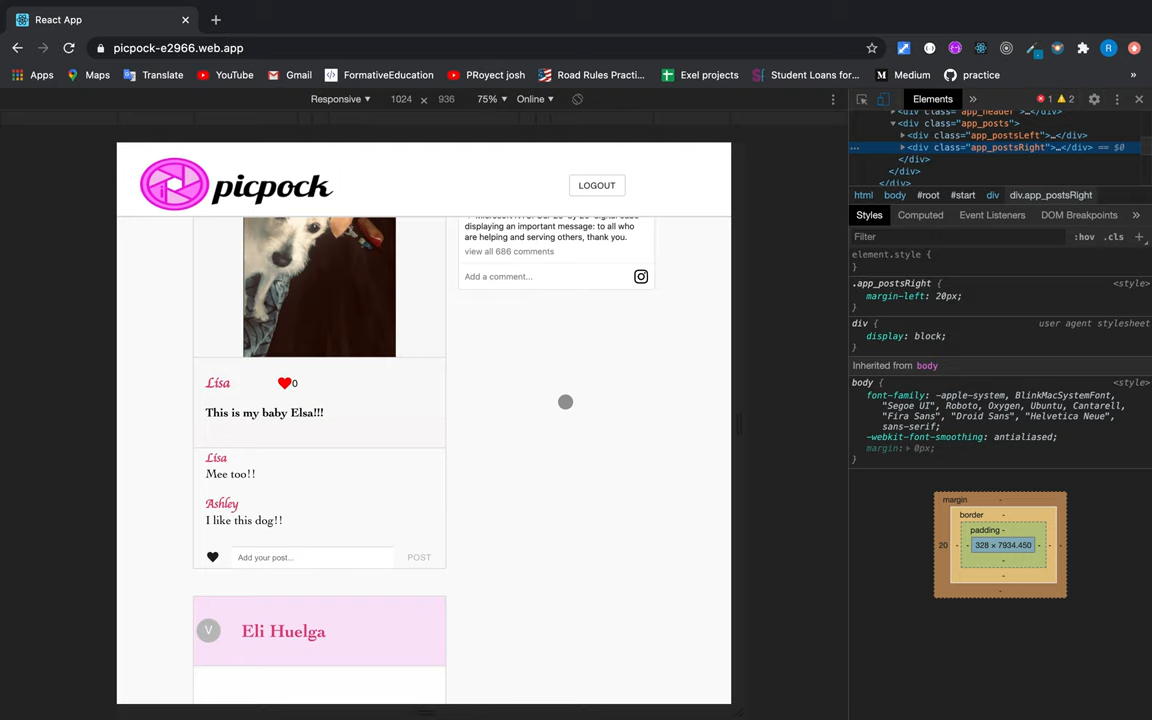 React App
picpock-e2966.web.app
R
Apps
Maps
Translate
YouTube
Gmail
FormativeEducation
PRoyect josh
Road Rules Practi...
Exel projects
Student Loans for...
Medium
practice
»
Responsive
1024
936
75%
Online
Elements
»
1
2
<div class="app_posts">
<div class="app_postsLeft">…</div>
<div class="app_postsRight">…</div> == $0
</div>
</div>
html
body
#root
#start
div
div.app_postsRight
Styles
Computed
Event Listeners
DOM Breakpoints
»
Filter
:hov
.cls
+
element.style {
}
.app_postsRight {
<style>
margin-left: 20px;
}
div {
user agent stylesheet
display: block;
}
Inherited from body
body {
<style>
font-family: -apple-system, BlinkMacSystemFont,
"Segoe UI", Roboto, Oxygen, Ubuntu, Cantarell,
"Fira Sans", "Droid Sans", "Helvetica Neue",
sans-serif;
-webkit-font-smoothing: antialiased;
margin: 0px;
}
margin
-
border
-
padding -
20
328 × 7934.450
picpock
LOGOUT
displaying an important message: to all who
are helping and serving others, thank you.
view all 686 comments
Add a comment...
Lisa
0
This is my baby Elsa!!!
Lisa
Mee too!!
Ashley
I like this dog!!
Add your post...
POST
V
Eli Huelga